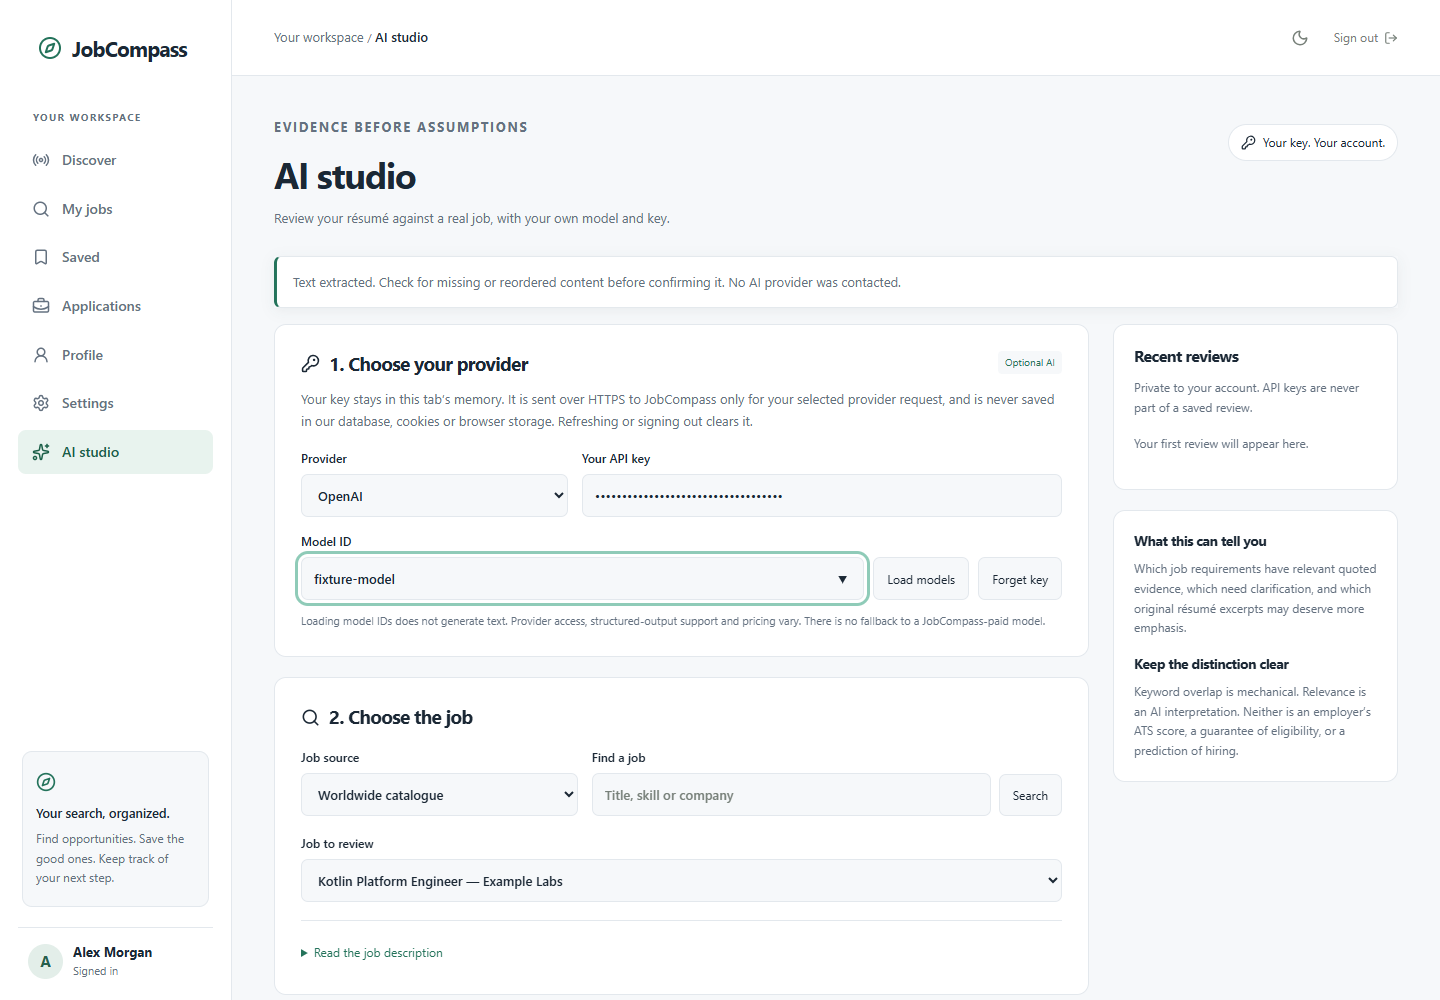 JobCompass
YOUR WORKSPACE
Discover
My jobs
Saved
Applications
Profile
Settings
AI studio
Your search, organized.
Find opportunities. Save the
good ones. Keep track of
your next step.
A
Alex Morgan
Signed in
Your workspace / AI studio
Sign out
EVIDENCE BEFORE ASSUMPTIONS
AI studio
Review your résumé against a real job, with your own model and key.
Your key. Your account.
Text extracted. Check for missing or reordered content before confirming it. No AI provider was contacted.
1. Choose your provider
Optional AI
Your key stays in this tab's memory. It is sent over HTTPS to JobCompass only for your selected provider request, and is never saved
in our database, cookies or browser storage. Refreshing or signing out clears it.
Provider
Your API key
OpenAI
•••••••••••••••••••••••••••••••••••
Model ID
fixture-model
Load models
Forget key
Loading model IDs does not generate text. Provider access, structured-output support and pricing vary. There is no fallback to a JobCompass-paid model.
2. Choose the job
Job source
Find a job
Worldwide catalogue
Title, skill or company
Search
Job to review
Kotlin Platform Engineer — Example Labs
Read the job description
Recent reviews
Private to your account. API keys are never
part of a saved review.
Your first review will appear here.
What this can tell you
Which job requirements have relevant quoted
evidence, which need clarification, and which
original résumé excerpts may deserve more
emphasis.
Keep the distinction clear
Keyword overlap is mechanical. Relevance is
an AI interpretation. Neither is an employer's
ATS score, a guarantee of eligibility, or a
prediction of hiring.